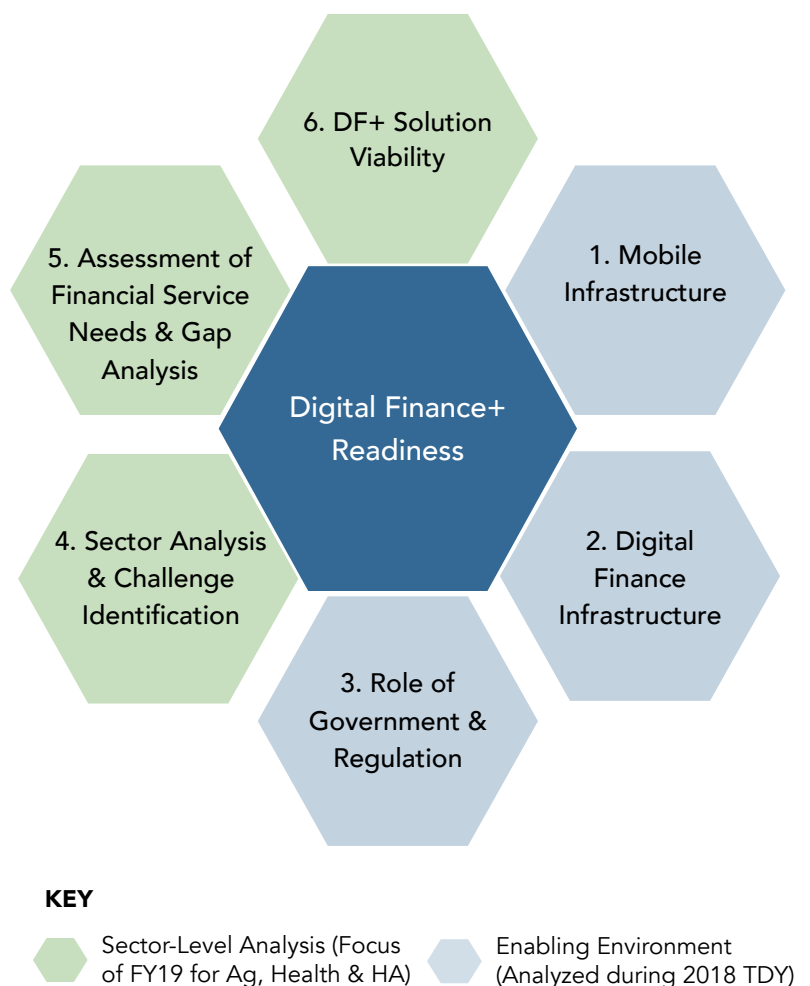 6. DF+ Solution
Viability
5. Assessment of
Financial Service
Needs & Gap
Analysis
1. Mobile
Infrastructure
Digital Finance+
Readiness
4. Sector Analysis
& Challenge
Identification
2. Digital
Finance
Infrastructure
3. Role of
Government &
Regulation
KEY
Sector-Level Analysis (Focus
of FY19 for Ag, Health & HA)
Enabling Environment
(Analyzed during 2018 TDY)